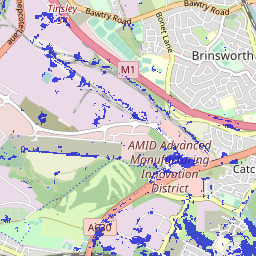 Tinsley
Bawtry Road
Bawtry Road
Bonet Lane
M1
Brinsworth
AMID Advanced
Manufacturing
Innovation
District
Catc
A630